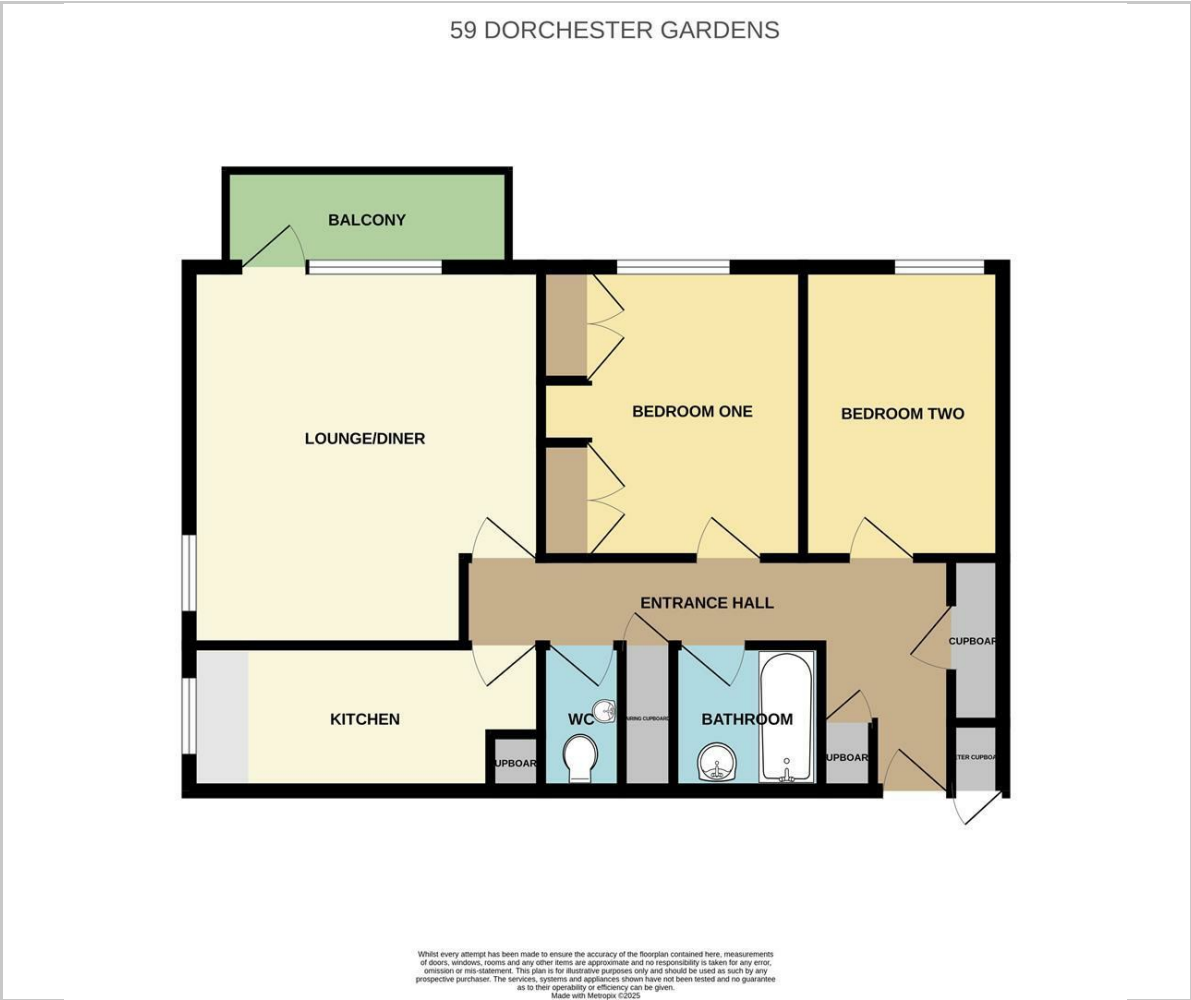 59 DORCHESTER GARDENS
BALCONY
BEDROOM ONE
BEDROOM TWO
LOUNGE/DINER
ENTRANCE HALL
CUPBOAR
KITCHEN
WC
RING CUPBOARD
BATHROOM
UPBOAR
UPBOAR
TER CUPBOA
Whilst every attempt has been made to ensure the accuracy of the floorplan contained here, measurements
of doors, windows, rooms and any other items are approximate and no responsibility is taken for any error,
omission or mis-statement. This plan is for illustrative purposes only and should be used as such by any
prospective purchaser. The services, systems and appliances shown have not been tested and no guarantee
as to their operability or efficiency can be given.
Made with Metropix ©2025